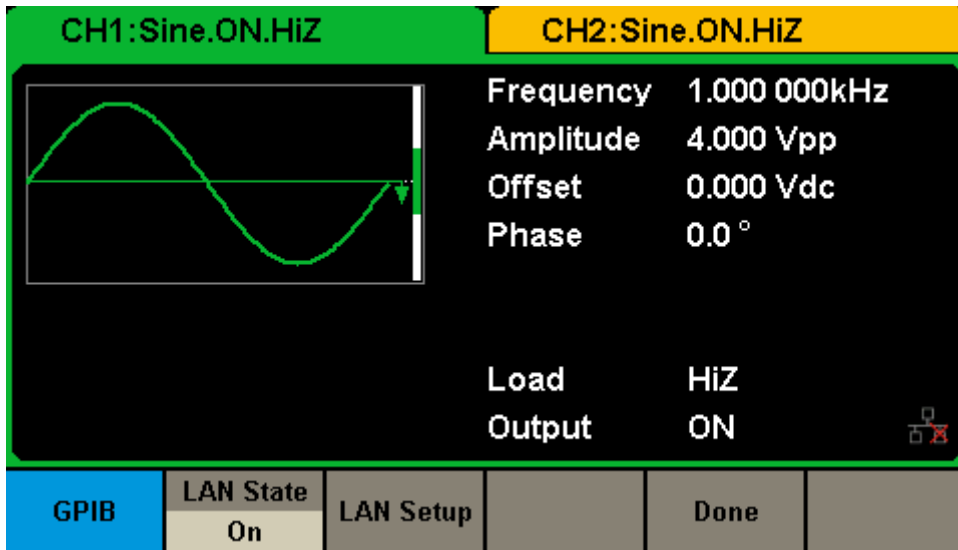 CH1:Sine.ON.HiZ
CH2:Sine.ON.HiZ
Frequency 1.000 000kHz
Amplitude 4.000 Vpp
Offset 0.000 Vdc
Phase 0.0 °
Load HiZ
Output ON
GPIB
LAN State
On
LAN Setup
Done